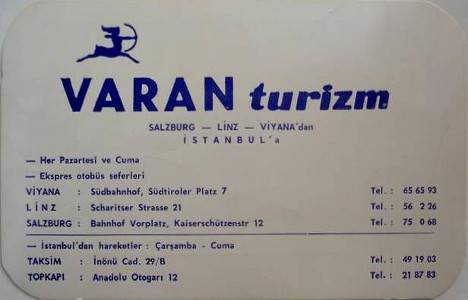 VARAN turizm
SALZBURG — LİNZ — VİYANA'dan
İSTANBUL'a
— Her Pazartesi ve Cuma
— Ekspres otobüs seferleri
VİYANA : Südbahnhof, Südtiroler Platz 7 Tel. : 65 65 93
LİNZ : Scharitser Strasse 21 Tel. : 56 2 26
SALZBURG : Bahnhof Vorplatz, Kaiserschützenstr 12 Tel. : 75 0 68
— İstanbul'dan hareketler : Çarşamba - Cuma
TAKSİM : İnönü Cad. 29/B Tel. : 49 19 03
TOPKAPI : Anadolu Otogarı 12 Tel. : 21 87 83